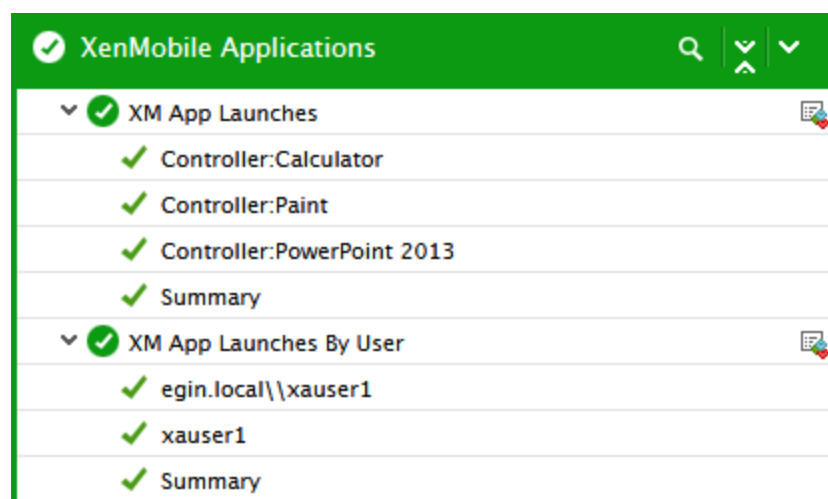 XenMobile Applications
XM App Launches
Controller:Calculator
Controller:Paint
Controller:PowerPoint 2013
Summary
XM App Launches By User
egin.local\\xauser1
xauser1
Summary